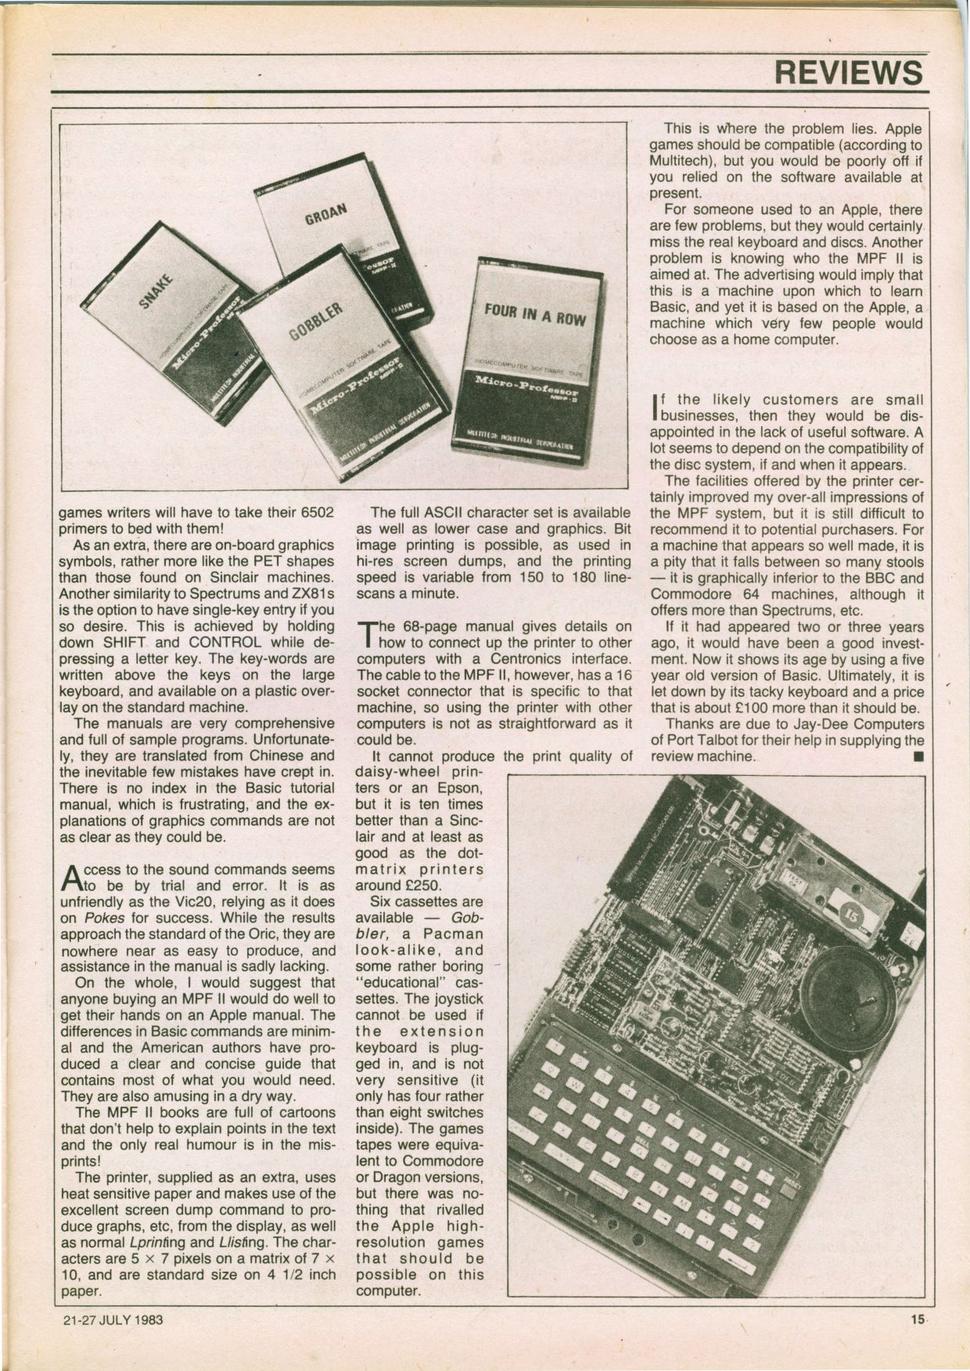 REVIEWS
GROAN
SNAKE
GOBBLER
HOMECOMPUTER SOFTWARE TAPE
Micro-Professor
MPF-II
MULTITECH INDUSTRIAL CORPORATION
FOUR IN A ROW
HOMECOMPUTER SOFTWARE TAPE
Micro-Professor
MPF-II
MULTITECH INDUSTRIAL CORPORATION
games writers will have to take their 6502
primers to bed with them!
As an extra, there are on-board graphics
symbols, rather more like the PET shapes
than those found on Sinclair machines.
Another similarity to Spectrums and ZX81s
is the option to have single-key entry if you
so desire. This is achieved by holding
down SHIFT and CONTROL while de-
pressing a letter key. The key-words are
written above the keys on the large
keyboard, and available on a plastic over-
lay on the standard machine.
The manuals are very comprehensive
and full of sample programs. Unfortunate-
ly, they are translated from Chinese and
the inevitable few mistakes have crept in.
There is no index in the Basic tutorial
manual, which is frustrating, and the ex-
planations of graphics commands are not
as clear as they could be.
Access to the sound commands seems
to be by trial and error. It is as
unfriendly as the Vic20, relying as it does
on Pokes for success. While the results
approach the standard of the Oric, they are
nowhere near as easy to produce, and
assistance in the manual is sadly lacking.
On the whole, I would suggest that
anyone buying an MPF II would do well to
get their hands on an Apple manual. The
differences in Basic commands are minim-
al and the American authors have pro-
duced a clear and concise guide that
contains most of what you would need.
They are also amusing in a dry way.
The MPF II books are full of cartoons
that don't help to explain points in the text
and the only real humour is in the mis-
prints!
The printer, supplied as an extra, uses
heat sensitive paper and makes use of the
excellent screen dump command to pro-
duce graphs, etc, from the display, as well
as normal Lprinting and Llisting. The char-
acters are 5 × 7 pixels on a matrix of 7 ×
10, and are standard size on 4 1/2 inch
paper.
The full ASCII character set is available
as well as lower case and graphics. Bit
image printing is possible, as used in
hi-res screen dumps, and the printing
speed is variable from 150 to 180 line-
scans a minute.
The 68-page manual gives details on
how to connect up the printer to other
computers with a Centronics interface.
The cable to the MPF II, however, has a 16
socket connector that is specific to that
machine, so using the printer with other
computers is not as straightforward as it
could be.
It cannot produce the print quality of
daisy-wheel prin-
ters or an Epson,
but it is ten times
better than a Sinc-
lair and at least as
good as the dot-
matrix printers
around £250.
Six cassettes are
available — Gob-
bler, a Pacman
look-alike, and
some rather boring
"educational" cas-
settes. The joystick
cannot be used if
the extension
keyboard is plug-
ged in, and is not
very sensitive (it
only has four rather
than eight switches
inside). The games
tapes were equiva-
lent to Commodore
or Dragon versions,
but there was no-
thing that rivalled
the Apple high-
resolution games
that should be
possible on this
computer.
This is where the problem lies. Apple
games should be compatible (according to
Multitech), but you would be poorly off if
you relied on the software available at
present.
For someone used to an Apple, there
are few problems, but they would certainly
miss the real keyboard and discs. Another
problem is knowing who the MPF II is
aimed at. The advertising would imply that
this is a machine upon which to learn
Basic, and yet it is based on the Apple, a
machine which very few people would
choose as a home computer.
If the likely customers are small
businesses, then they would be dis-
appointed in the lack of useful software. A
lot seems to depend on the compatibility of
the disc system, if and when it appears.
The facilities offered by the printer cer-
tainly improved my over-all impressions of
the MPF system, but it is still difficult to
recommend it to potential purchasers. For
a machine that appears so well made, it is
a pity that it falls between so many stools
— it is graphically inferior to the BBC and
Commodore 64 machines, although it
offers more than Spectrums, etc.
If it had appeared two or three years
ago, it would have been a good invest-
ment. Now it shows its age by using a five
year old version of Basic. Ultimately, it is
let down by its tacky keyboard and a price
that is about £100 more than it should be.
Thanks are due to Jay-Dee Computers
of Port Talbot for their help in supplying the
review machine. ■
21-27 JULY 1983
15